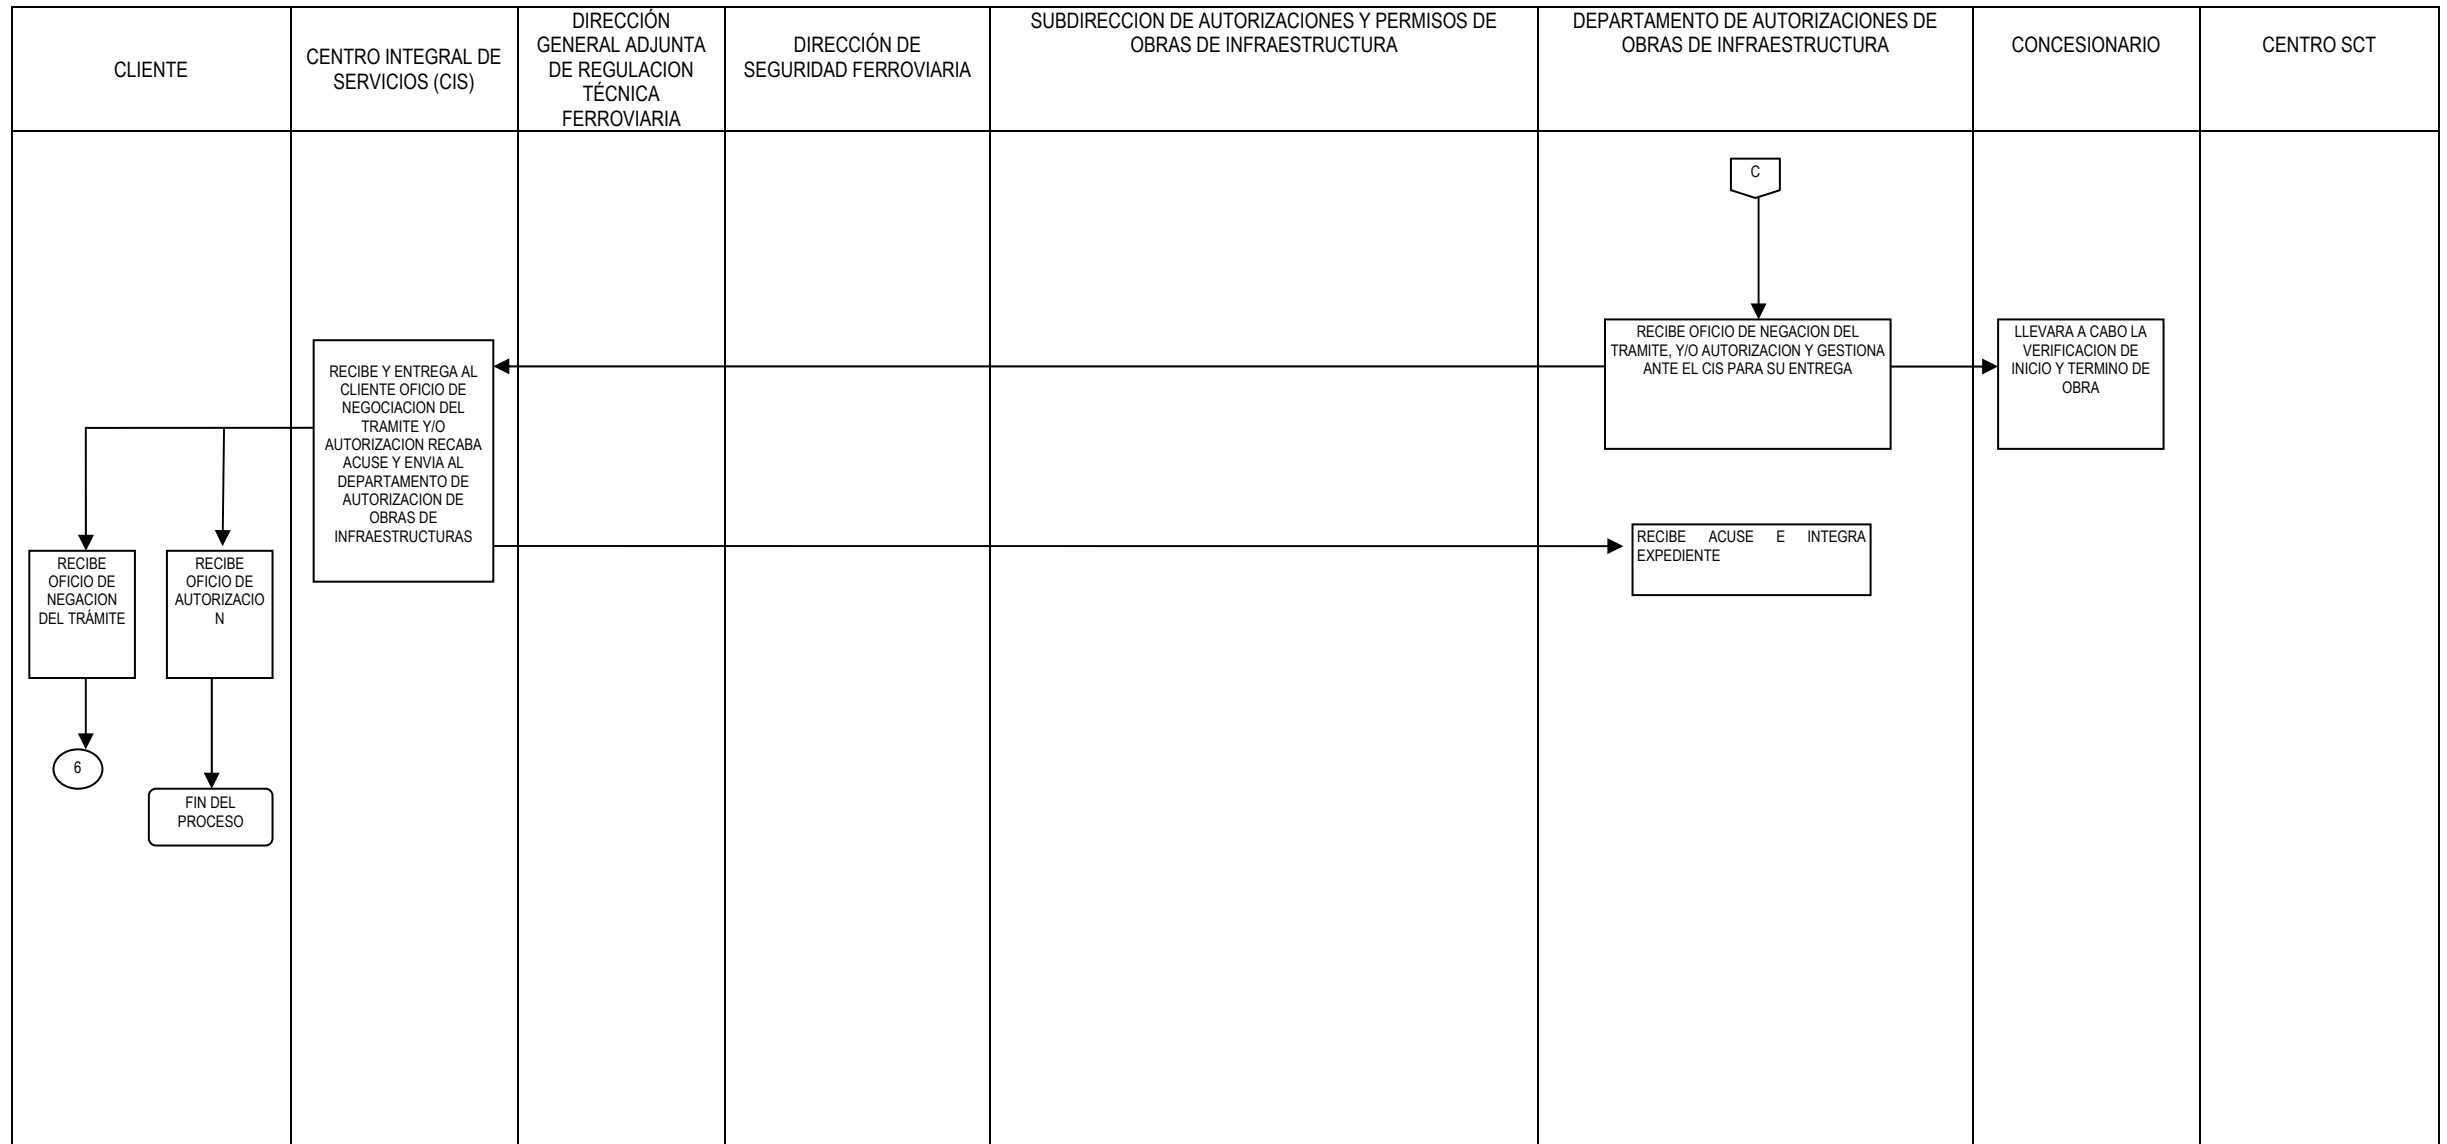 CLIENTE
CENTRO INTEGRAL DE
SERVICIOS (CIS)
DIRECCIÓN
GENERAL ADJUNTA
DE REGULACION
TÉCNICA
FERROVIARIA
DIRECCIÓN DE
SEGURIDAD FERROVIARIA
SUBDIRECCION DE AUTORIZACIONES Y PERMISOS DE
OBRAS DE INFRAESTRUCTURA
DEPARTAMENTO DE AUTORIZACIONES DE
OBRAS DE INFRAESTRUCTURA
CONCESIONARIO
CENTRO SCT
C
RECIBE OFICIO DE NEGACION DEL
TRAMITE, Y/O AUTORIZACION Y GESTIONA
ANTE EL CIS PARA SU ENTREGA
LLEVARA A CABO LA
VERIFICACION DE
INICIO Y TERMINO DE
OBRA
RECIBE Y ENTREGA AL
CLIENTE OFICIO DE
NEGOCIACION DEL
TRAMITE Y/O
AUTORIZACION RECABA
ACUSE Y ENVIA AL
DEPARTAMENTO DE
AUTORIZACION DE
OBRAS DE
INFRAESTRUCTURAS
RECIBE ACUSE E INTEGRA
EXPEDIENTE
RECIBE
OFICIO DE
NEGACION
DEL TRÁMITE
RECIBE
OFICIO DE
AUTORIZACIO
N
6
FIN DEL
PROCESO